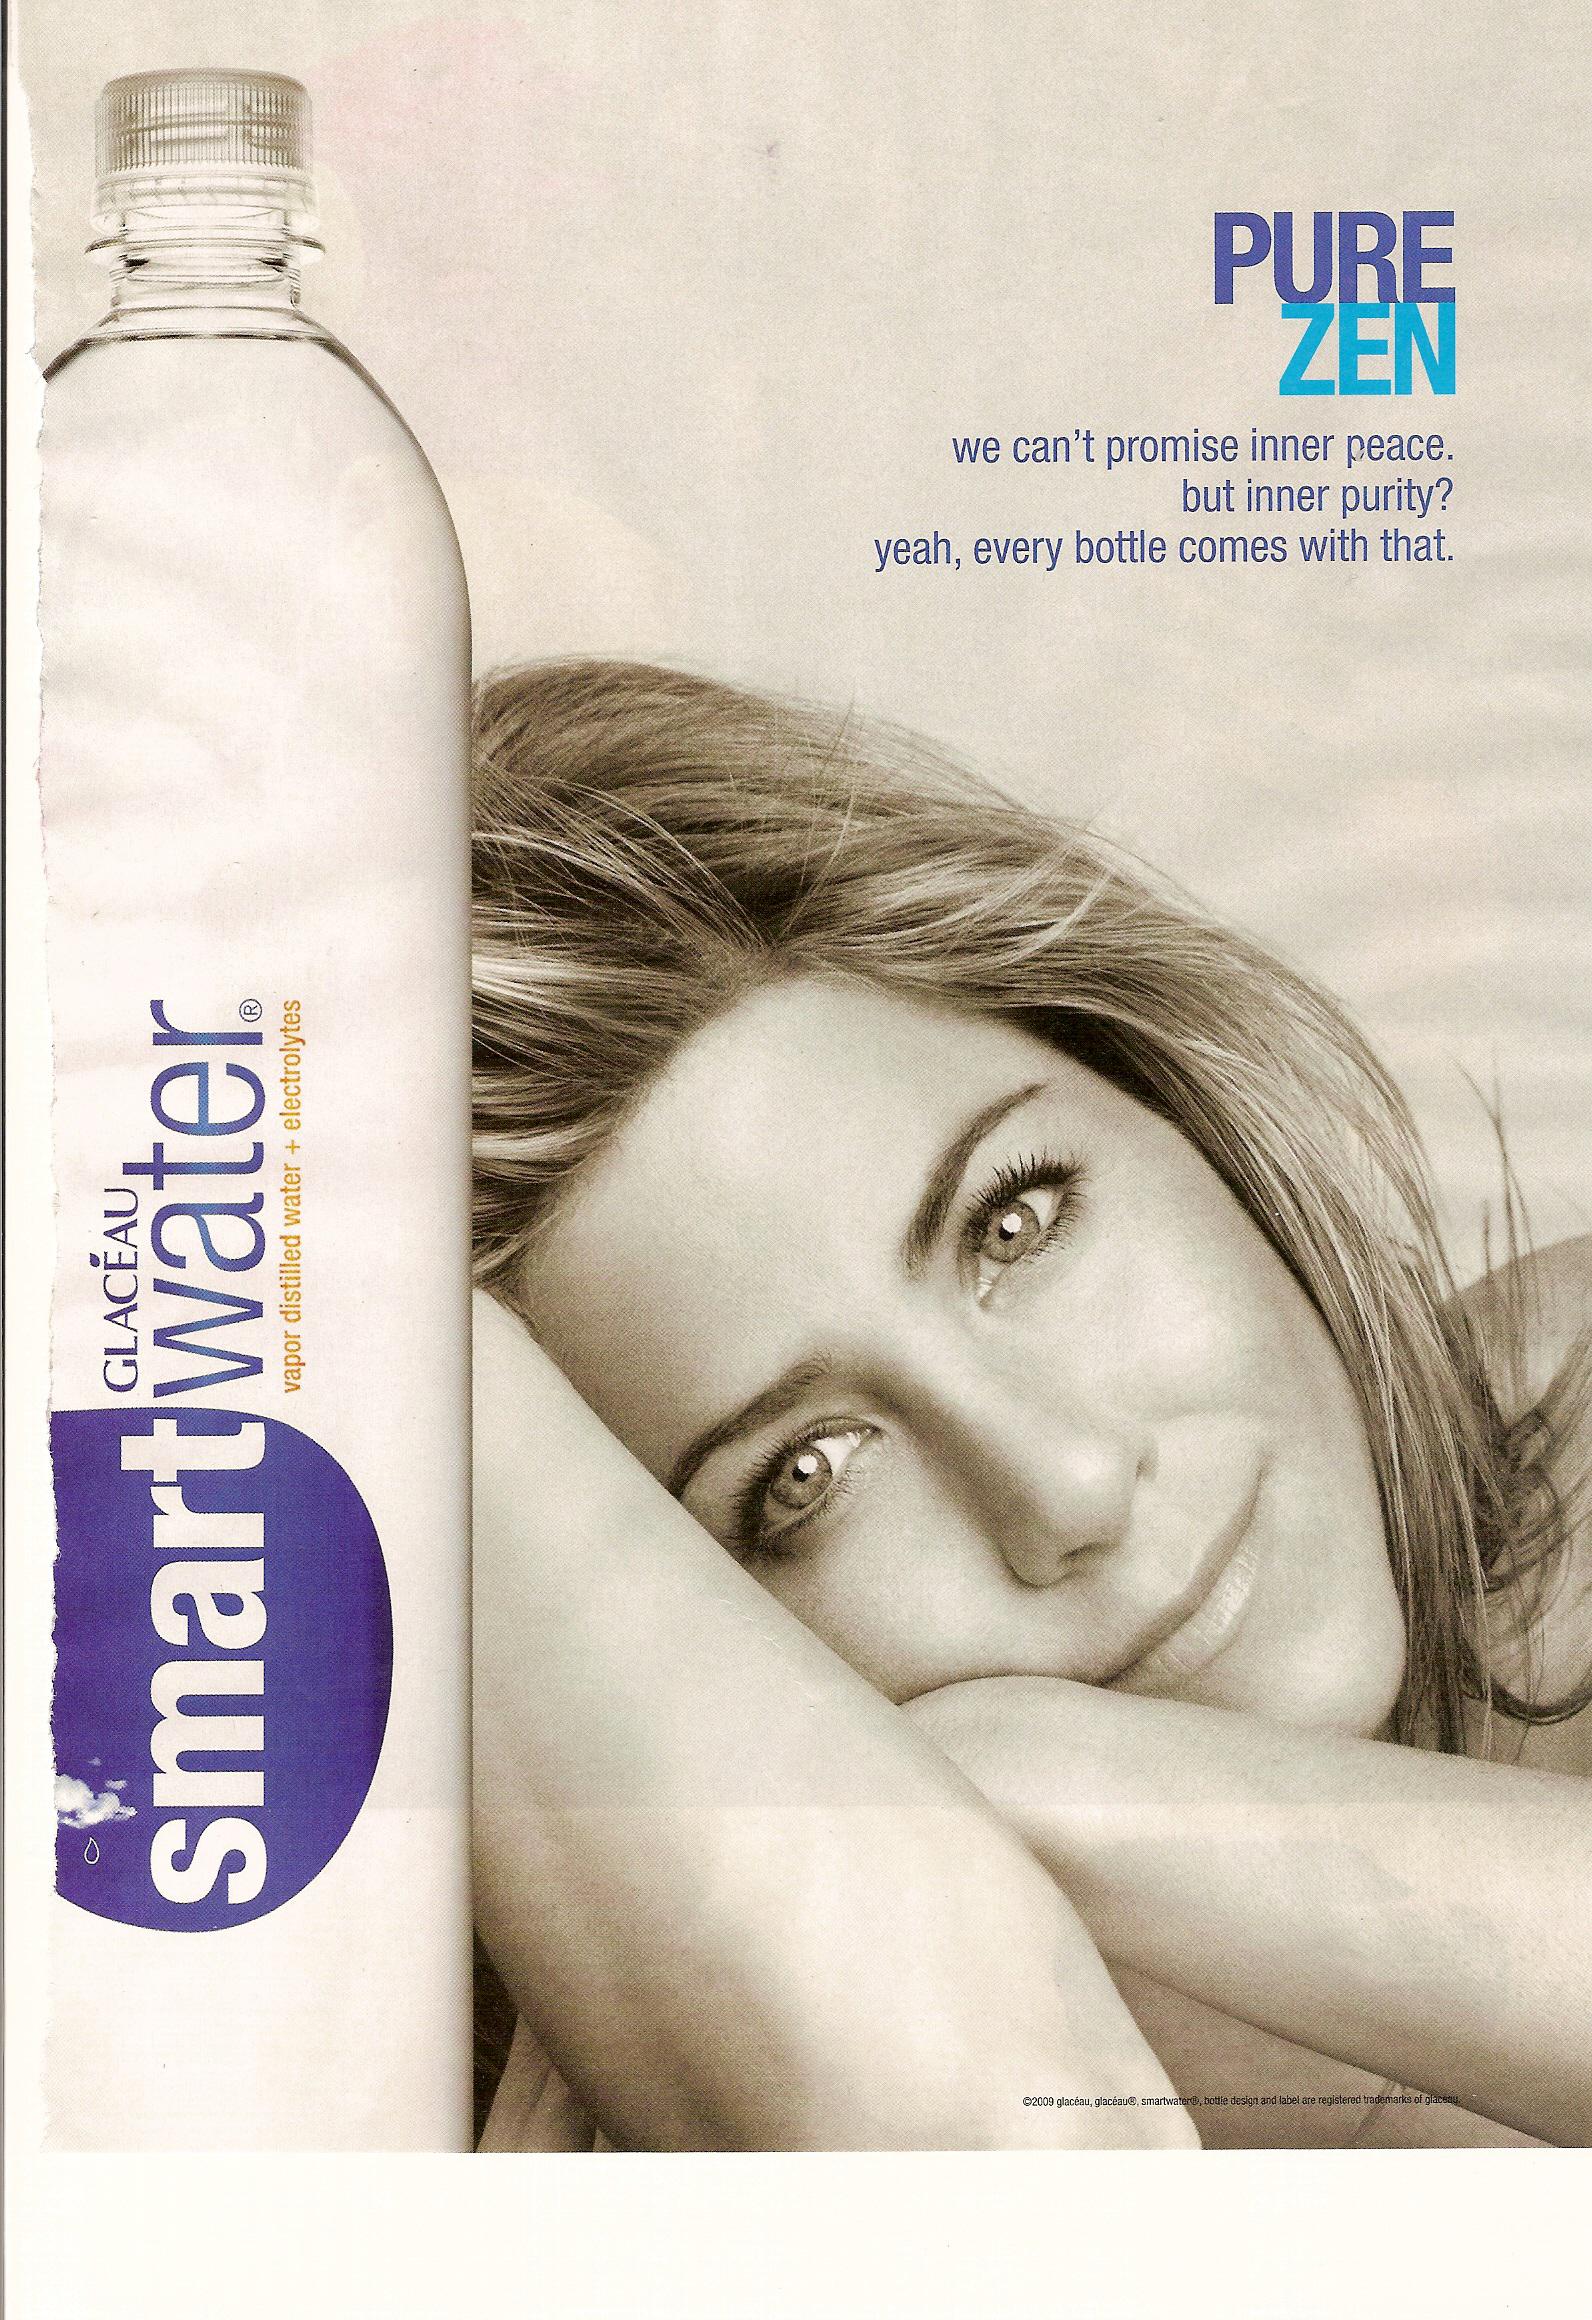 PURE
ZEN
we can't promise inner peace.
but inner purity?
yeah, every bottle comes with that.
GLACÉAU
smartwater®
vapor distilled water + electrolytes
©2009 glacéau, glacéau®, smartwater®, bottle design and label are registered trademarks of glacéau.